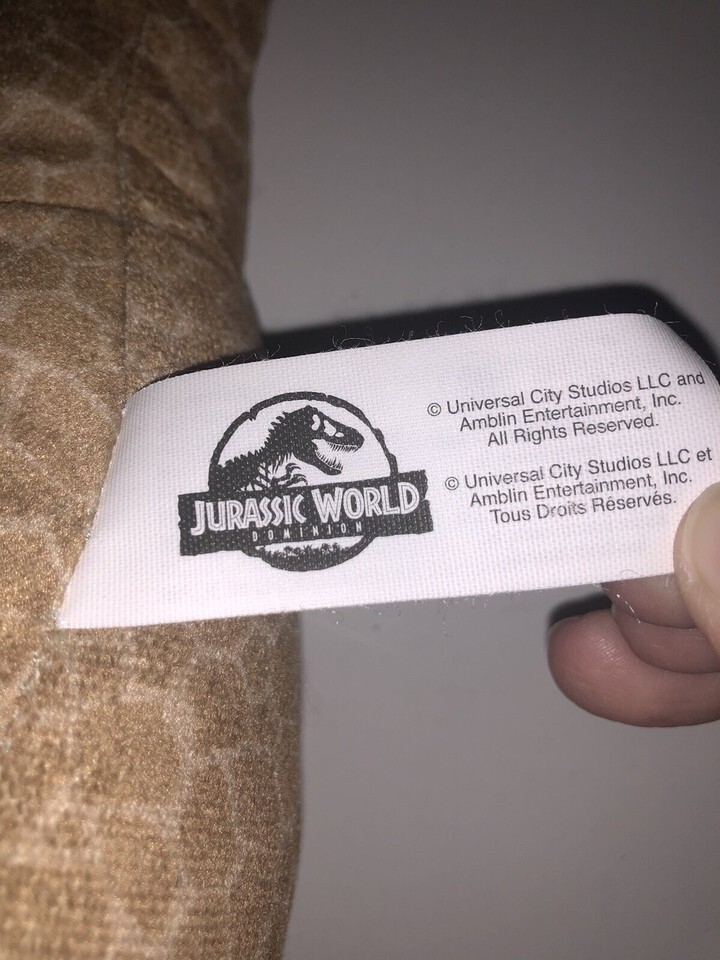 JURASSIC WORLD
DOMINION
© Universal City Studios LLC and
Amblin Entertainment, Inc.
All Rights Reserved.
© Universal City Studios LLC et
Amblin Entertainment, Inc.
Tous Droits Réservés.